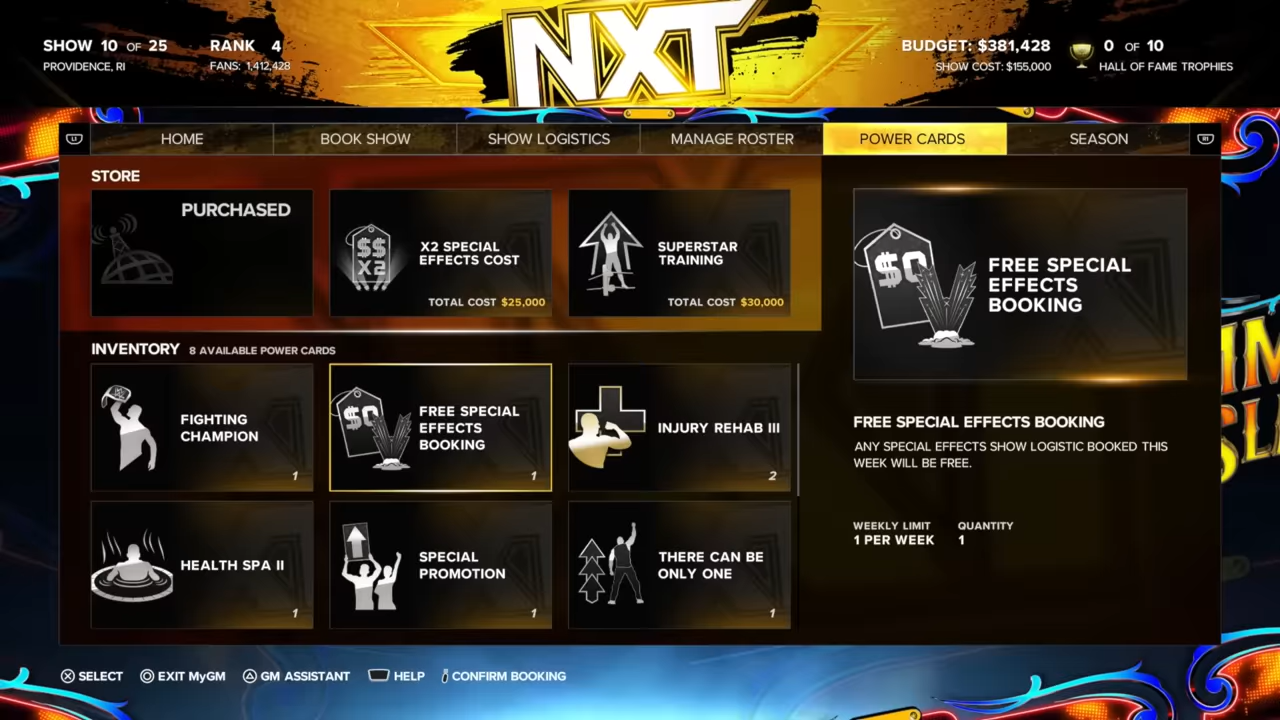 SHOW 10 OF 25
PROVIDENCE, RI
RANK 4
FANS: 1,412,428
NXT
BUDGET: $381,428
SHOW COST: $155,000
0 OF 10
HALL OF FAME TROPHIES
L1
HOME
BOOK SHOW
SHOW LOGISTICS
MANAGE ROSTER
POWER CARDS
SEASON
R1
STORE
PURCHASED
$$
X2
X2 SPECIAL
EFFECTS COST
TOTAL COST $25,000
SUPERSTAR
TRAINING
TOTAL COST $30,000
INVENTORY 8 AVAILABLE POWER CARDS
FIGHTING
CHAMPION
1
$0
FREE SPECIAL
EFFECTS
BOOKING
1
INJURY REHAB III
2
HEALTH SPA II
1
SPECIAL
PROMOTION
1
THERE CAN BE
ONLY ONE
1
$0
FREE SPECIAL
EFFECTS
BOOKING
FREE SPECIAL EFFECTS BOOKING
ANY SPECIAL EFFECTS SHOW LOGISTIC BOOKED THIS
WEEK WILL BE FREE.
WEEKLY LIMIT
1 PER WEEK
QUANTITY
1
SELECT
EXIT MyGM
GM ASSISTANT
HELP
CONFIRM BOOKING